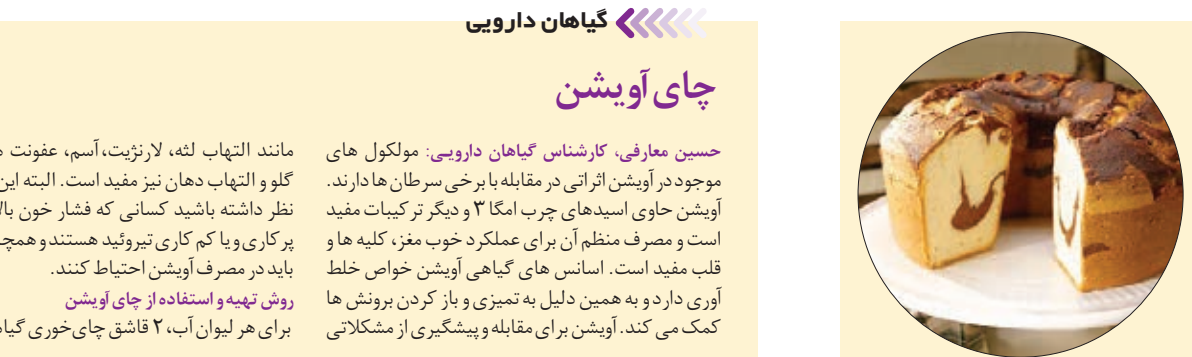 گیاهان دارویی
چای آویشن
حسین معارفی، کارشناس گیاهان دارویی: مولکول های
موجود در آویشن اثراتی در مقابله با برخی سرطان ها دارند.
آویشن حاوی اسیدهای چرب امگا ۳ و دیگر ترکیبات مفید
است و مصرف منظم آن برای عملکرد خوب مغز، کلیه ها و
قلب مفید است. اسانس های گیاهی آویشن خواص خلط
آوری دارد و به همین دلیل به تمیزی و باز کردن برونش ها
کمک می کند. آویشن برای مقابله و پیشگیری از مشکلاتی
مانند التهاب لثه، لارنژیت، آسم، عفونت
گلو و التهاب دهان نیز مفید است. البته این
نظر داشته باشید کسانی که فشار خون
پر کاری و یا کم کاری تیروئید هستند و
باید در مصرف آویشن احتیاط کنند.
روش تهیه و استفاده از چای آویشن
برای هر لیوان آب، ۲ قاشق چای‌خوری